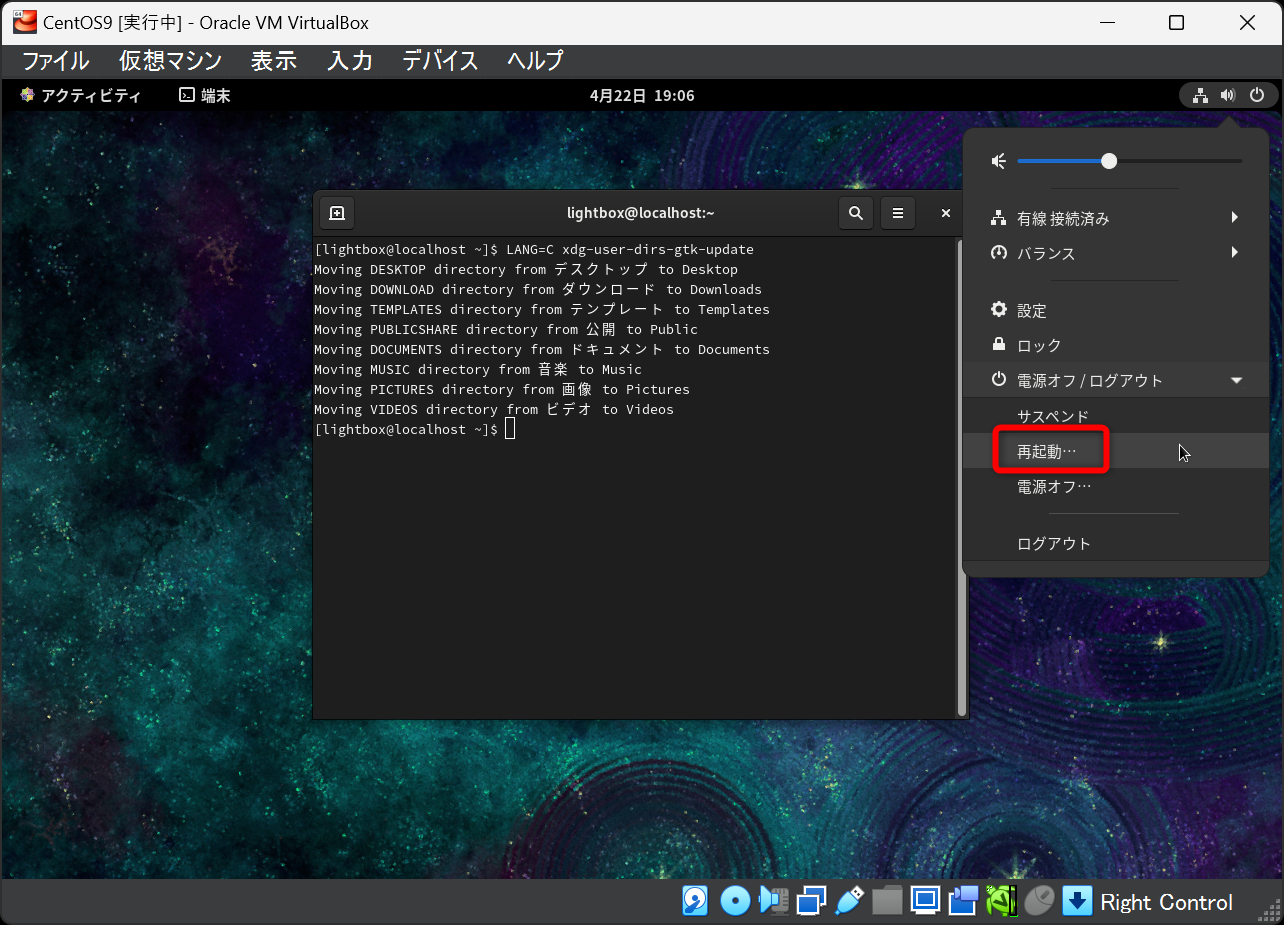 CentOS9 [実行中] - Oracle VM VirtualBox
ファイル 仮想マシン 表示 入力 デバイス ヘルプ
アクティビティ 端末 4月22日 19:06
lightbox@localhost:~
[lightbox@localhost ~]$ LANG=C xdg-user-dirs-gtk-update
Moving DESKTOP directory from デスクトップ to Desktop
Moving DOWNLOAD directory from ダウンロード to Downloads
Moving TEMPLATES directory from テンプレート to Templates
Moving PUBLICSHARE directory from 公開 to Public
Moving DOCUMENTS directory from ドキュメント to Documents
Moving MUSIC directory from 音楽 to Music
Moving PICTURES directory from 画像 to Pictures
Moving VIDEOS directory from ビデオ to Videos
[lightbox@localhost ~]$
有線 接続済み
バランス
設定
ロック
電源オフ / ログアウト
サスペンド
再起動…
電源オフ…
ログアウト
Right Control